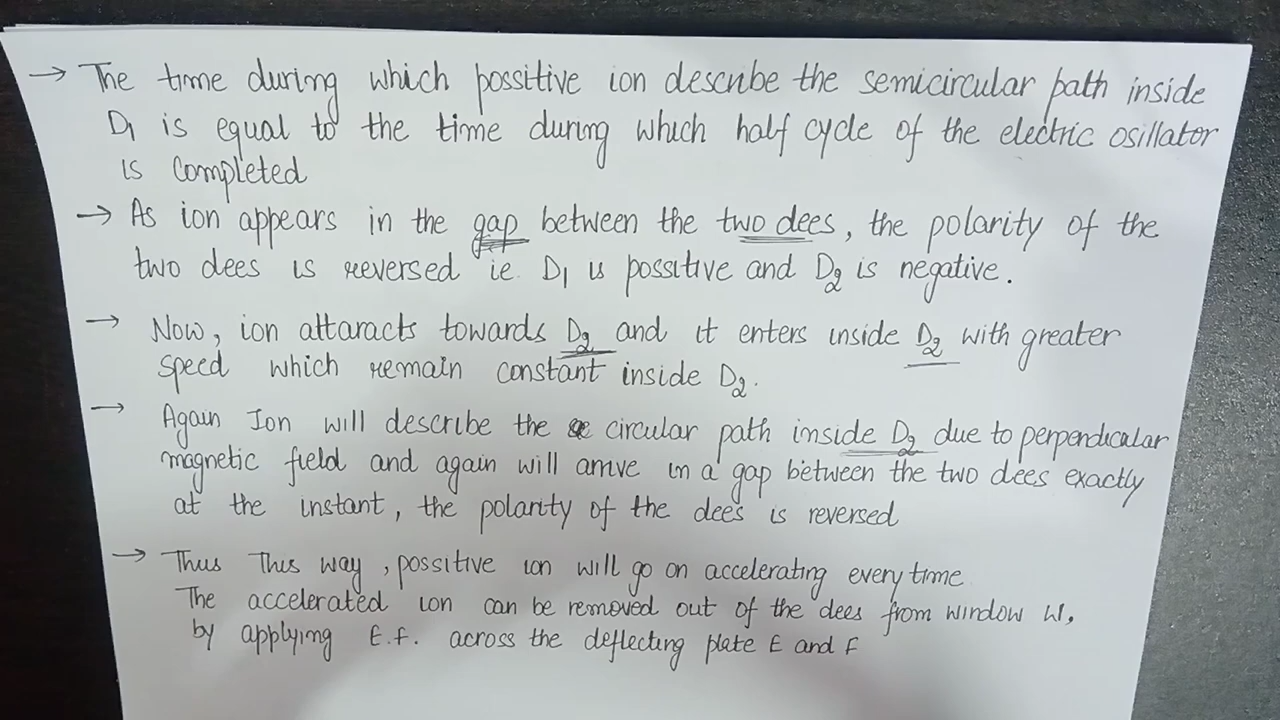 → The time during which possitive ion describe the semicircular path inside
D1 is equal to the time during which half cycle of the electric osillator
is completed
→ As ion appears in the gap between the two dees, the polarity of the
two dees is reversed ie. D1 is possitive and D2 is negative.
→ Now, ion attaracts towards D2 and it enters inside D2 with greater
speed which remain constant inside D2.
→ Again Ion will describe the circular path inside D2 due to perpendicular
magnetic field and again will arrive in a gap between the two dees exactly
at the instant, the polarity of the dees is reversed
→ Thus This way, possitive ion will go on accelerating every time
The accelerated ion can be removed out of the dees from window W,
by applying E.f. across the deflecting plate E and F